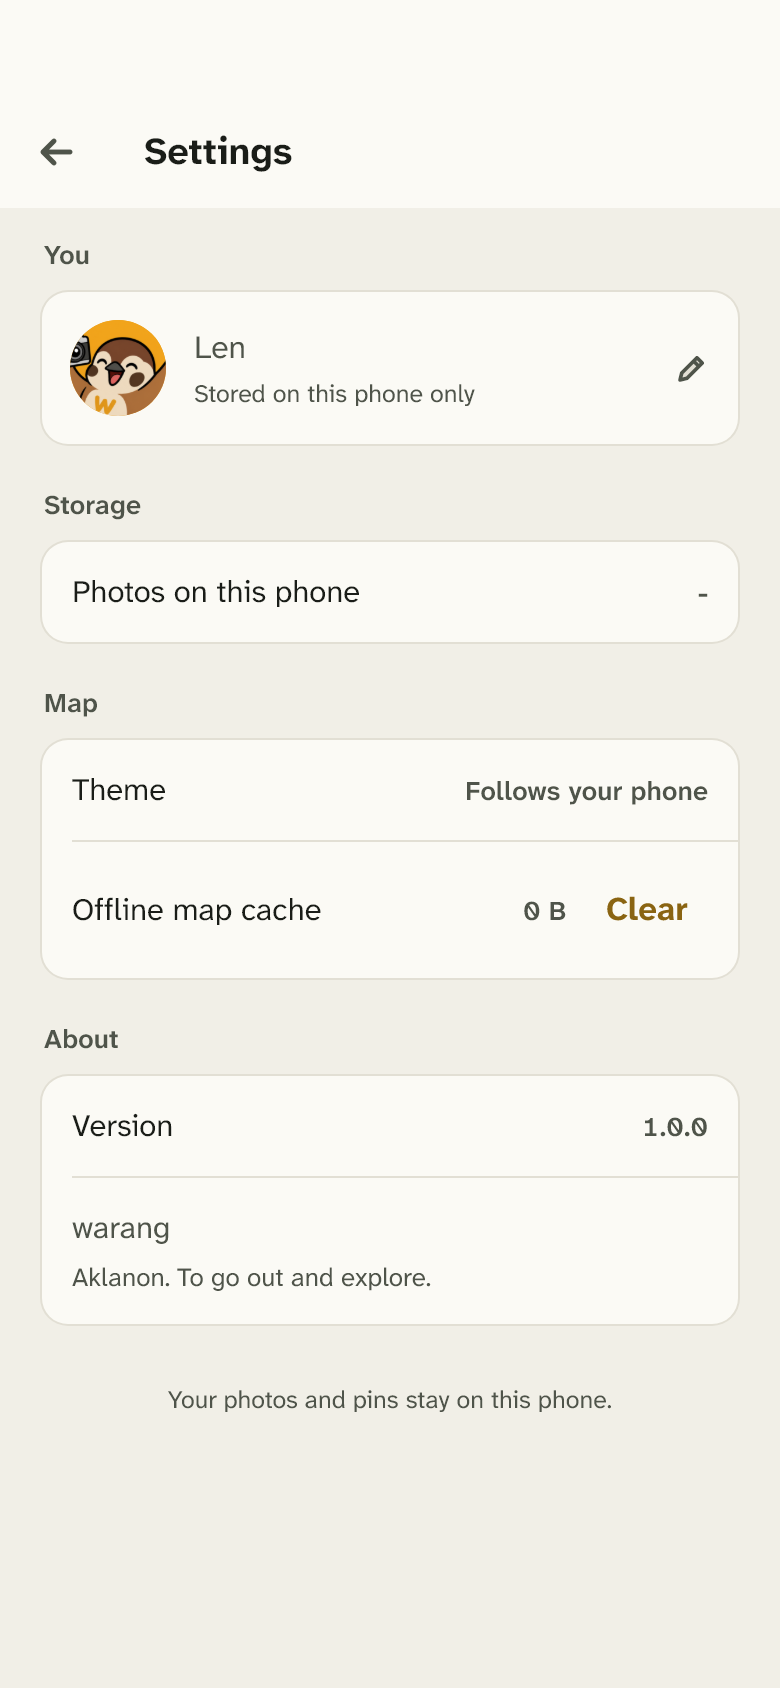 Settings
You
Len
Stored on this phone only
Storage
Photos on this phone -
Map
Theme Follows your phone
Offline map cache 0 B Clear
About
Version 1.0.0
warang
Aklanon. To go out and explore.
Your photos and pins stay on this phone.